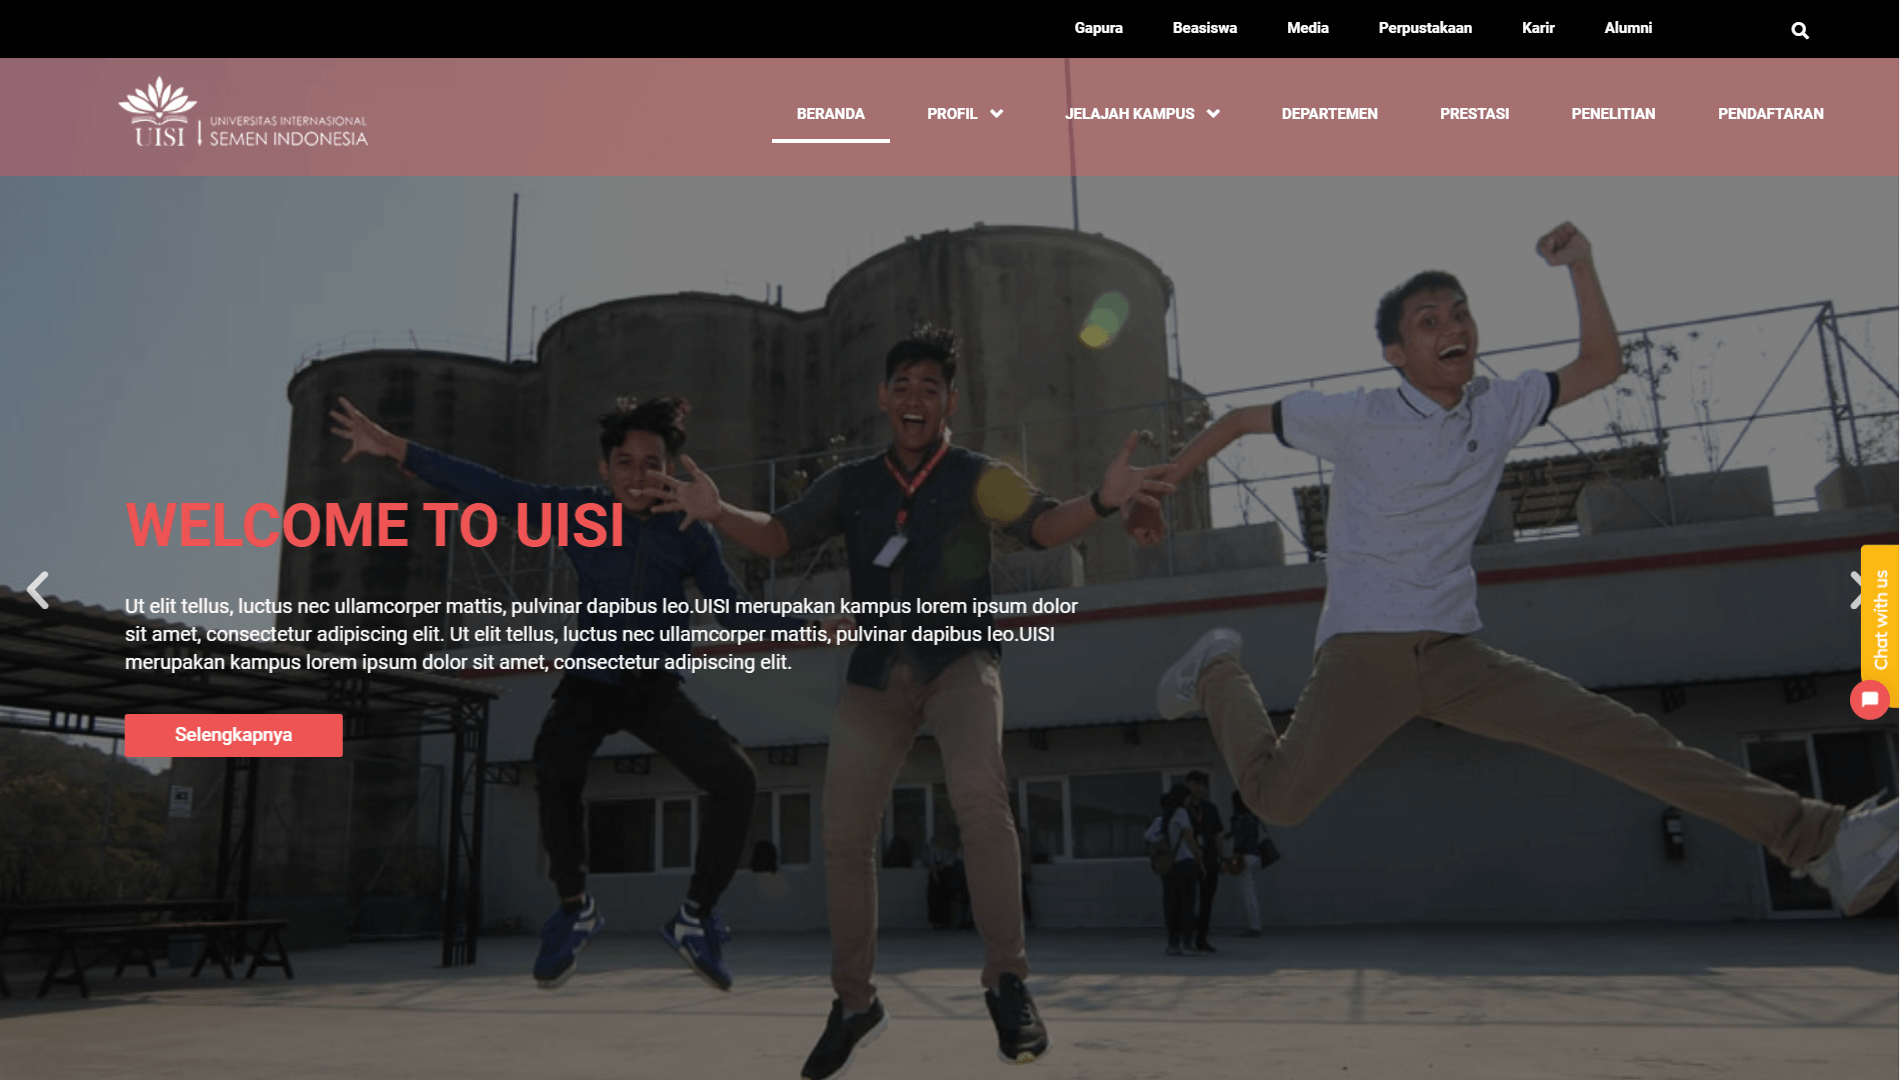 Gapura Beasiswa Media Perpustakaan Karir Alumni
UISI
UNIVERSITAS INTERNASIONAL
SEMEN INDONESIA
BERANDA PROFIL JELAJAH KAMPUS DEPARTEMEN PRESTASI PENELITIAN PENDAFTARAN
WELCOME TO UISI
Ut elit tellus, luctus nec ullamcorper mattis, pulvinar dapibus leo.UISI merupakan kampus lorem ipsum dolor
sit amet, consectetur adipiscing elit. Ut elit tellus, luctus nec ullamcorper mattis, pulvinar dapibus leo.UISI
merupakan kampus lorem ipsum dolor sit amet, consectetur adipiscing elit.
Selengkapnya
Chat with us